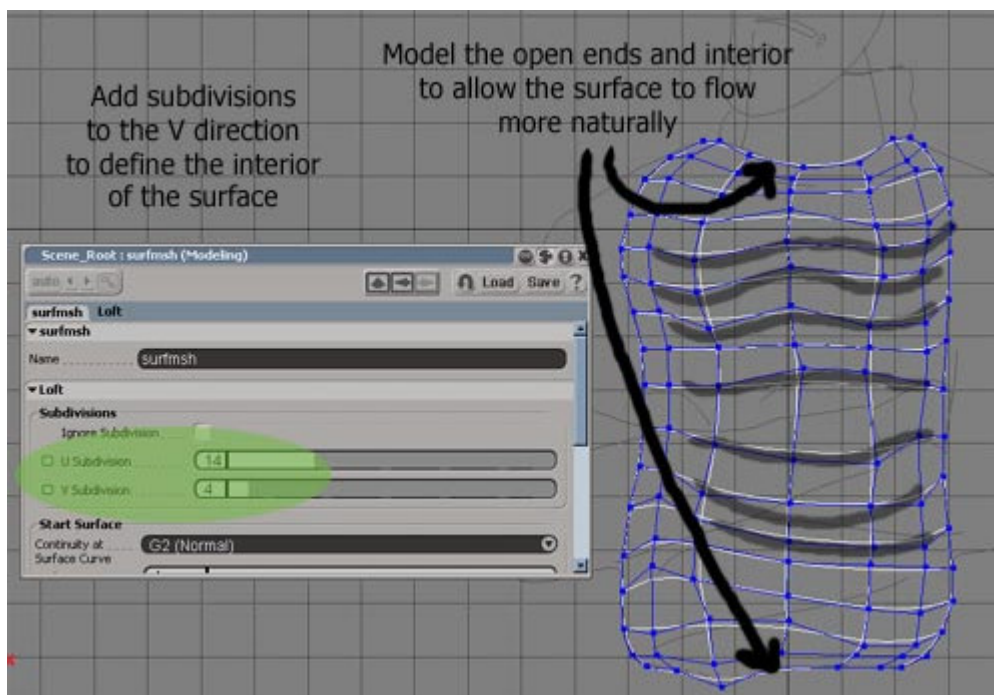 Add subdivisions
to the V direction
to define the interior
of the surface
Model the open ends and interior
to allow the surface to flow
more naturally
Scene_Root : surfmsh (Modeling)
auto
Load Save ?
surfmsh Loft
surfmsh
Name surfmsh
Loft
Subdivisions
Ignore Subdivision
U Subdivision 14
V Subdivision 4
Start Surface
Continuity at G2 (Normal)
Surface Curve